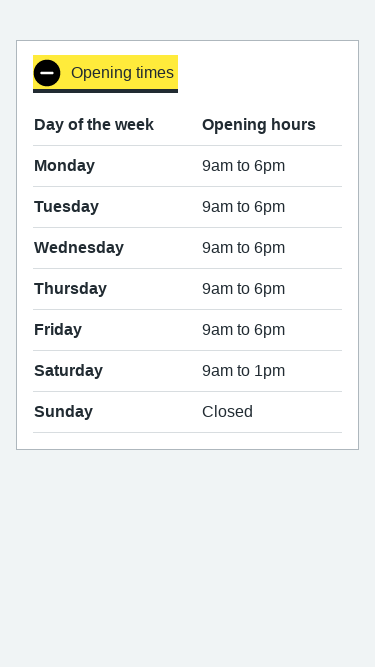 Opening times
Day of the week Opening hours
Monday 9am to 6pm
Tuesday 9am to 6pm
Wednesday 9am to 6pm
Thursday 9am to 6pm
Friday 9am to 6pm
Saturday 9am to 1pm
Sunday Closed